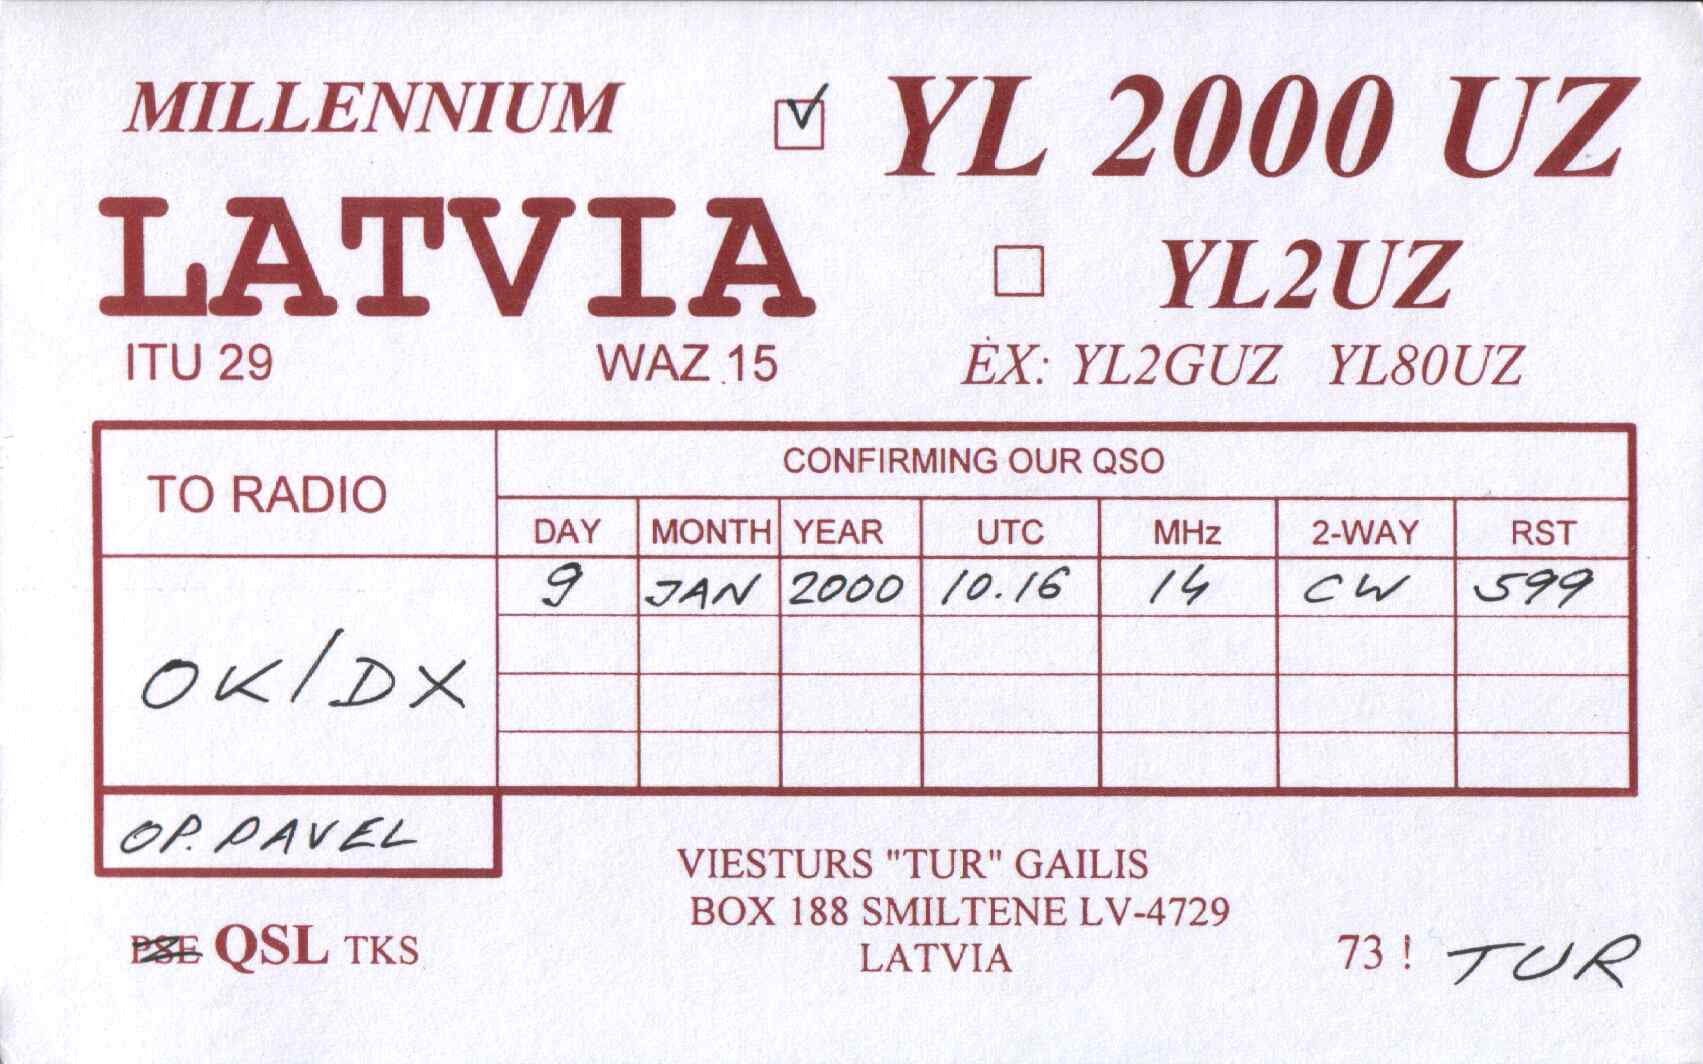 MILLENNIUM ☑ YL 2000 UZ
LATVIA
☐ YL2UZ
ITU 29 WAZ 15 EX: YL2GUZ YL80UZ
TO RADIO CONFIRMING OUR QSO
DAY MONTH YEAR UTC MHz 2-WAY RST
9 JAN 2000 10.16 14 CW 599
OK/DX
OP. PAVEL
VIESTURS "TUR" GAILIS
BOX 188 SMILTENE LV-4729
LATVIA
PSE QSL TKS 73 ! TUR